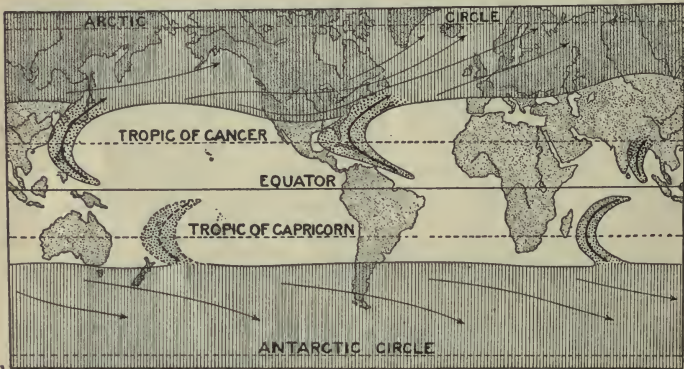 ARCTIC CIRCLE
TROPIC OF CANCER
EQUATOR
TROPIC OF CAPRICORN
ANTARCTIC CIRCLE